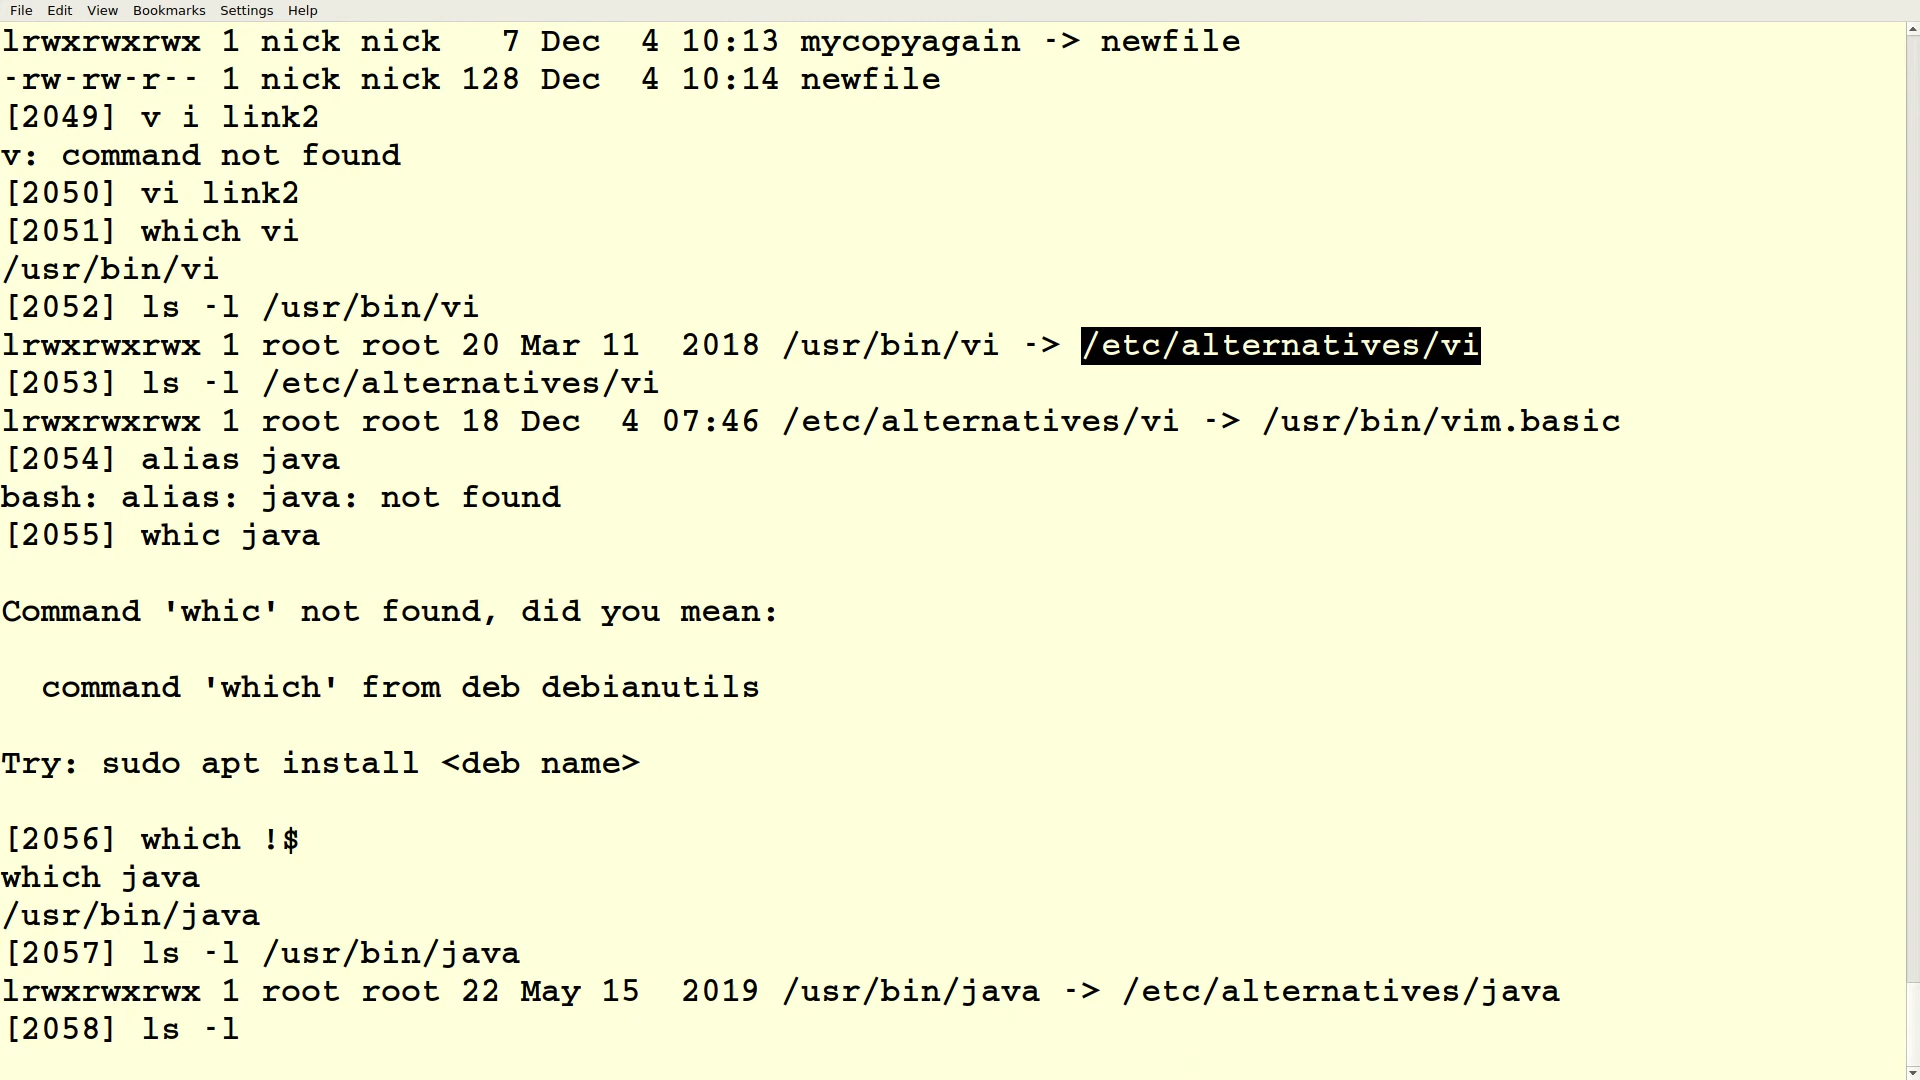 File Edit View Bookmarks Settings Help
lrwxrwxrwx 1 nick nick   7 Dec  4 10:13 mycopyagain -> newfile
-rw-rw-r-- 1 nick nick 128 Dec  4 10:14 newfile
[2049] v i link2
v: command not found
[2050] vi link2
[2051] which vi
/usr/bin/vi
[2052] ls -l /usr/bin/vi
lrwxrwxrwx 1 root root 20 Mar 11  2018 /usr/bin/vi -> /etc/alternatives/vi
[2053] ls -l /etc/alternatives/vi
lrwxrwxrwx 1 root root 18 Dec  4 07:46 /etc/alternatives/vi -> /usr/bin/vim.basic
[2054] alias java
bash: alias: java: not found
[2055] whic java
Command 'whic' not found, did you mean:
  command 'which' from deb debianutils
Try: sudo apt install <deb name>
[2056] which !$
which java
/usr/bin/java
[2057] ls -l /usr/bin/java
lrwxrwxrwx 1 root root 22 May 15  2019 /usr/bin/java -> /etc/alternatives/java
[2058] ls -l